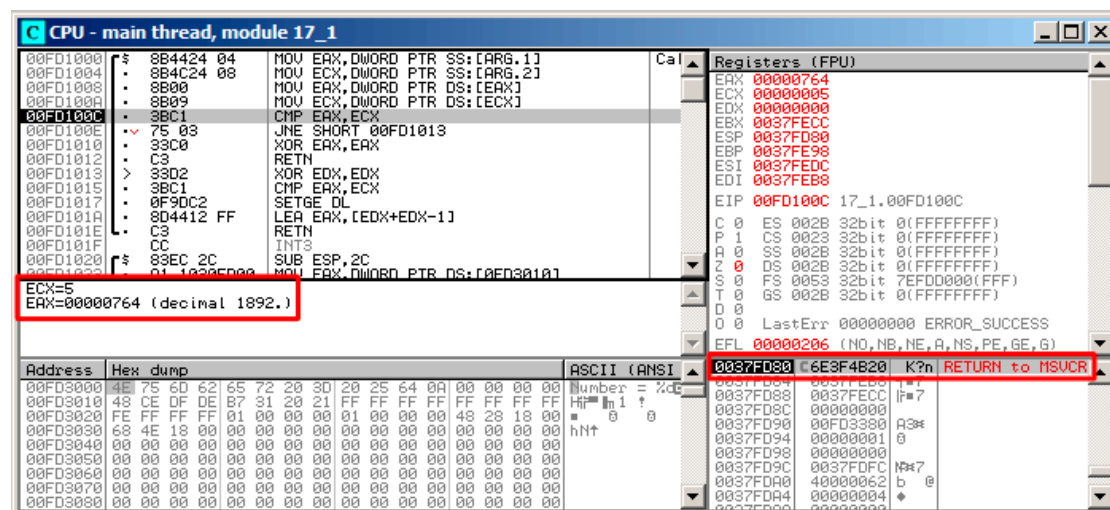 C CPU - main thread, module 17_1
00FD1000 $ 8B4424 04 MOV EAX,DWORD PTR SS:[ARG.1] Cal
00FD1004 . 8B4C24 08 MOV ECX,DWORD PTR SS:[ARG.2]
00FD1008 . 8B00 MOV EAX,DWORD PTR DS:[EAX]
00FD100A . 8B09 MOV ECX,DWORD PTR DS:[ECX]
00FD100C . 3BC1 CMP EAX,ECX
00FD100E . 75 03 JNE SHORT 00FD1013
00FD1010 . 33C0 XOR EAX,EAX
00FD1012 . C3 RETN
00FD1013 > 33D2 XOR EDX,EDX
00FD1015 . 3BC1 CMP EAX,ECX
00FD1017 . 0F9DC2 SETGE DL
00FD101A . 8D4412 FF LEA EAX,[EDX+EDX-1]
00FD101E . C3 RETN
00FD101F CC INT3
00FD1020 $ 83EC 2C SUB ESP,2C
MOV EAX,DWORD PTR DS:[0FD3010]
ECX=5
EAX=00000764 (decimal 1892.)
Registers (FPU)
EAX 00000764
ECX 00000005
EDX 00000000
EBX 0037FECC
ESP 0037FD80
EBP 0037FE98
ESI 0037FEDC
EDI 0037FEB8
EIP 00FD100C 17_1.00FD100C
C 0 ES 002B 32bit 0(FFFFFFFF)
P 1 CS 0023 32bit 0(FFFFFFFF)
A 0 SS 002B 32bit 0(FFFFFFFF)
Z 0 DS 002B 32bit 0(FFFFFFFF)
S 0 FS 0053 32bit 7EFDD000(FFF)
T 0 GS 002B 32bit 0(FFFFFFFF)
D 0
O 0 LastErr 00000000 ERROR_SUCCESS
EFL 00000206 (NO,NB,NE,A,NS,PE,GE,G)
Address Hex dump ASCII (ANSI
00FD3000 4E 75 6D 62 65 72 20 3D 20 25 64 0A 00 00 00 00 Number = %d
00FD3010 48 CE DF DE B7 31 20 21 FF FF FF FF FF FF FF FF
00FD3020 FE FF FF FF 01 00 00 00 01 00 00 00 48 28 18 00
00FD3030 68 4E 18 00 00 00 00 00 00 00 00 00 00 00 00 00 hN↑
00FD3040 00 00 00 00 00 00 00 00 00 00 00 00 00 00 00 00
00FD3050 00 00 00 00 00 00 00 00 00 00 00 00 00 00 00 00
00FD3060 00 00 00 00 00 00 00 00 00 00 00 00 00 00 00 00
00FD3070 00 00 00 00 00 00 00 00 00 00 00 00 00 00 00 00
00FD3080 00 00 00 00 00 00 00 00 00 00 00 00 00 00 00 00
0037FD80 6E3F4B20 K?n RETURN to MSVCR
0037FD84
0037FD88 0037FECC
0037FD8C 00000000
0037FD90 00FD3380
0037FD94 00000001
0037FD98 00000000
0037FD9C 0037FDFC
0037FDA0 40000062 b @
0037FDA4 00000004 ♦